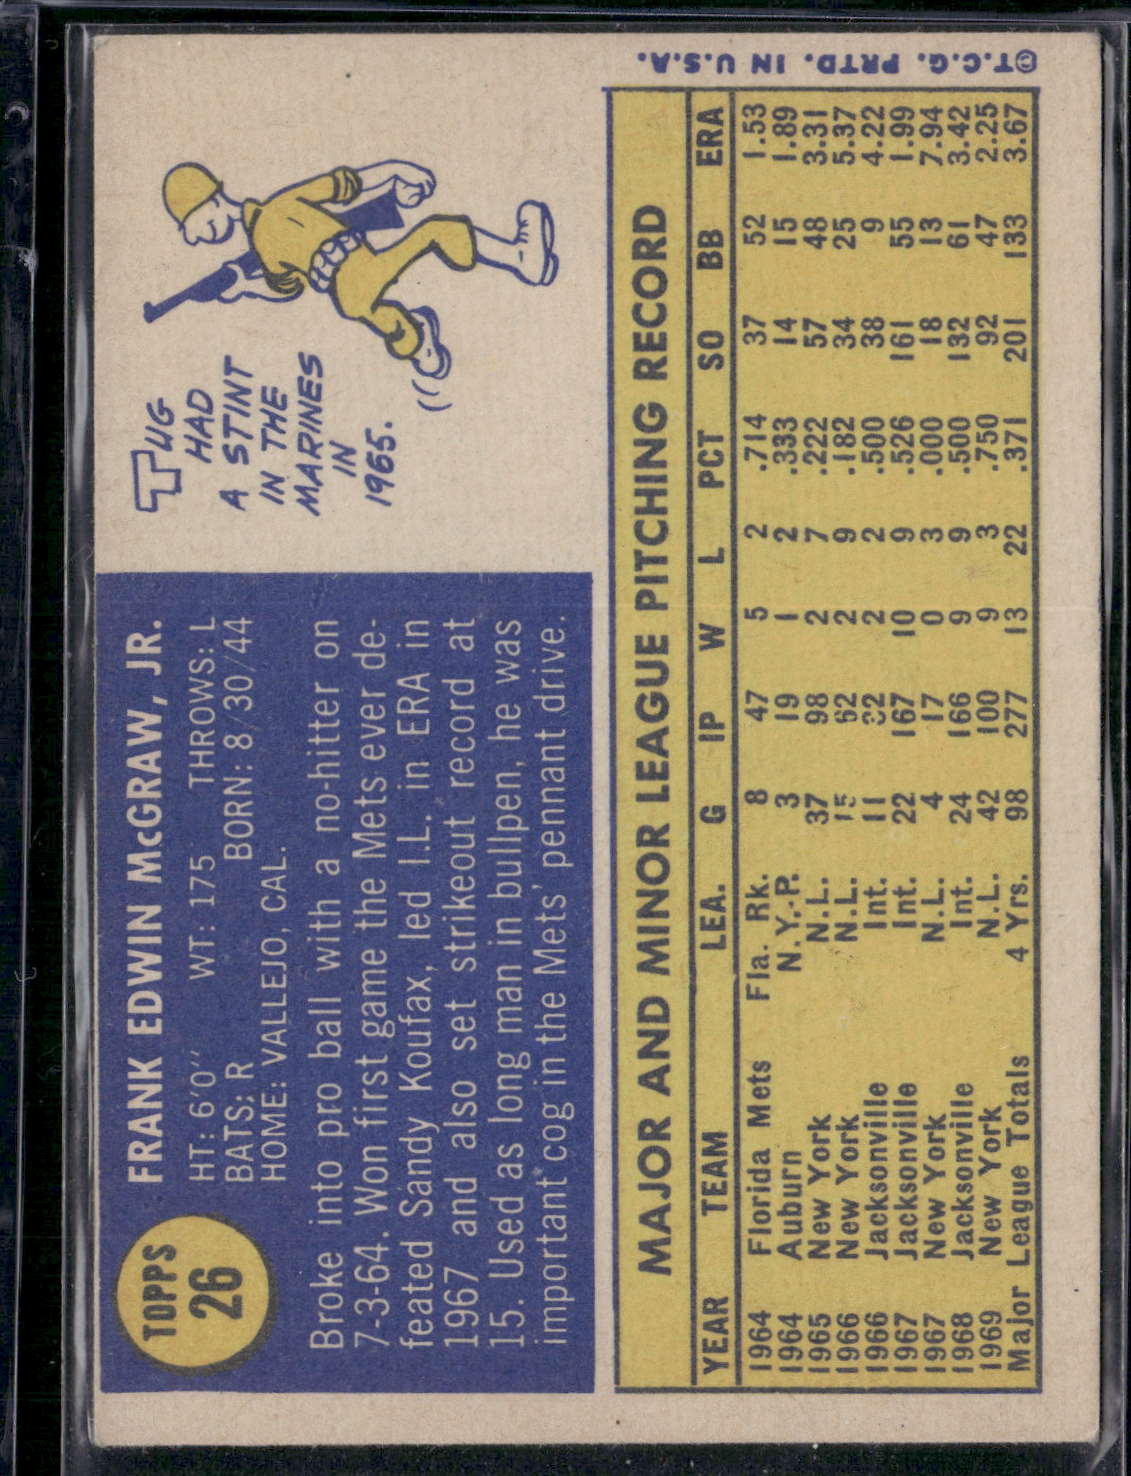 TOPPS
26
FRANK EDWIN McGRAW, JR.
HT: 6'0" WT: 175 THROWS: L
BATS: R BORN: 8/30/44
HOME: VALLEJO, CAL.
Broke into pro ball with a no-hitter on
7-3-64. Won first game the Mets ever de-
feated Sandy Koufax, led I.L. in ERA in
1967 and also set strikeout record at
15. Used as long man in bullpen, he was
important cog in the Mets' pennant drive.
TUG
HAD
A STINT
IN THE
MARINES
IN
1965.
MAJOR AND MINOR LEAGUE PITCHING RECORD
YEAR TEAM LEA. G IP W L PCT SO BB ERA
1964 Florida Mets Fla. Rk. 8 47 5 2 .714 37 52 1.53
1964 Auburn N.Y.-P. 3 19 1 2 .333 14 15 1.89
1965 New York N.L. 37 98 2 7 .222 57 48 3.31
1966 New York N.L. 15 62 2 9 .182 34 25 5.37
1966 Jacksonville Int. 11 32 2 2 .500 38 9 4.22
1967 Jacksonville Int. 22 167 10 9 .526 161 55 1.99
1967 New York N.L. 4 17 0 3 .000 18 13 7.94
1968 Jacksonville Int. 24 166 9 9 .500 132 61 3.42
1969 New York N.L. 42 100 9 3 .750 92 47 2.25
Major League Totals 4 Yrs. 98 277 13 22 .371 201 133 3.67
©T.C.G. PRTD. IN U.S.A.